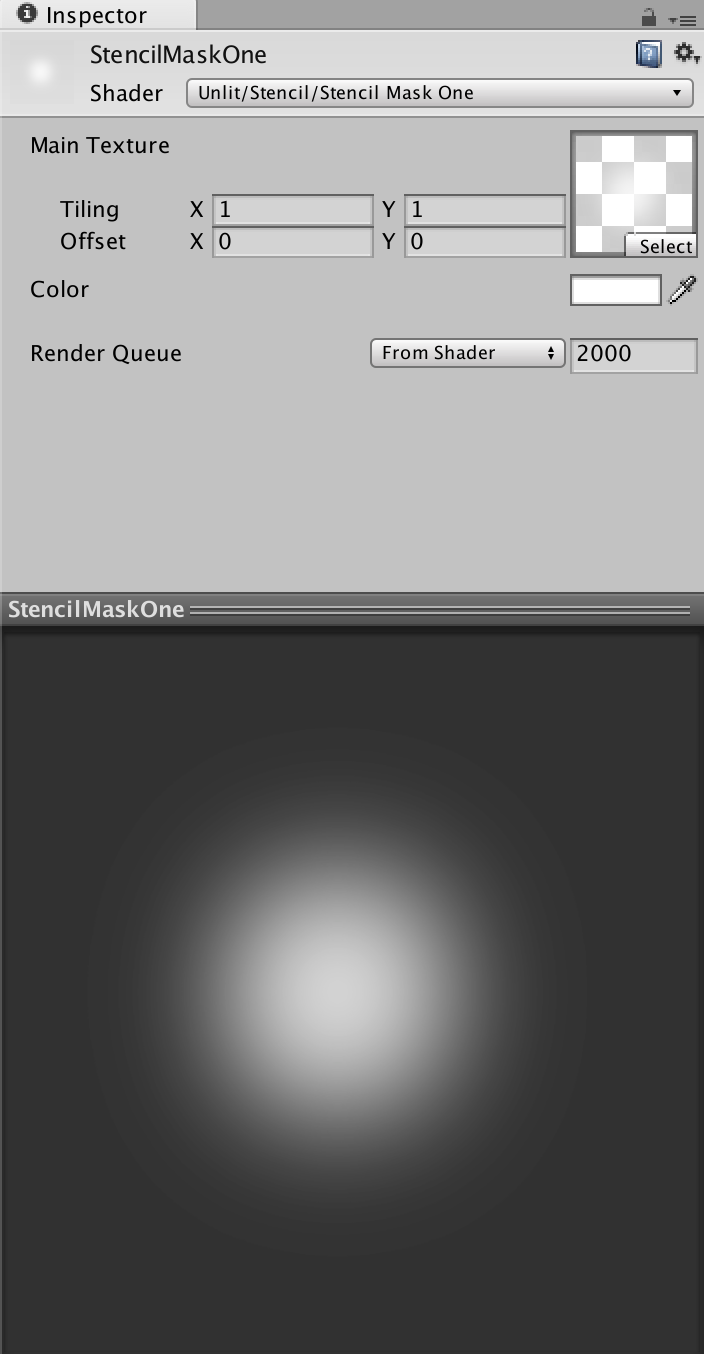 Inspector
StencilMaskOne
Shader Unlit/Stencil/Stencil Mask One
Main Texture
Tiling X 1 Y 1
Offset X 0 Y 0
Select
Color
Render Queue From Shader 2000
StencilMaskOne